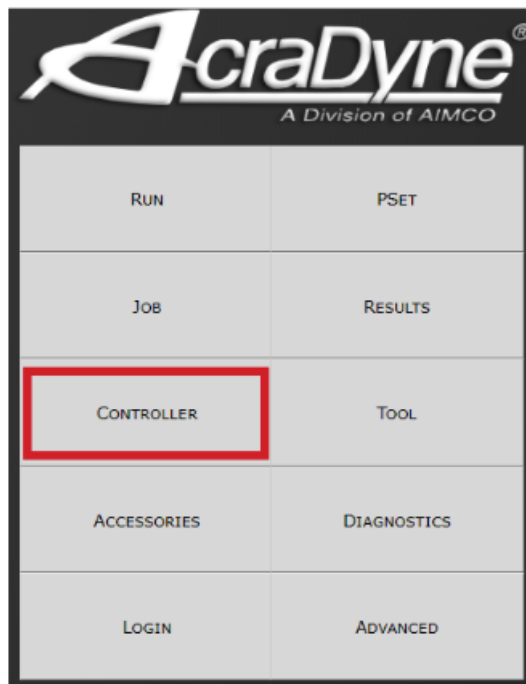 AcraDyne®
A Division of AIMCO
RUN PSET
JOB RESULTS
CONTROLLER TOOL
ACCESSORIES DIAGNOSTICS
LOGIN ADVANCED